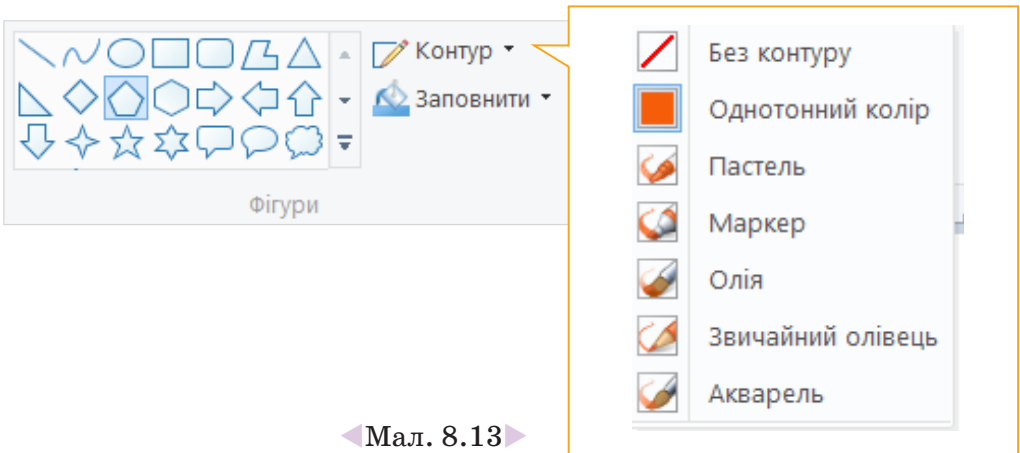 Контур
Заповнити
Фігури
Без контуру
Однотонний колір
Пастель
Маркер
Олія
Звичайний олівець
Акварель
Мал. 8.13